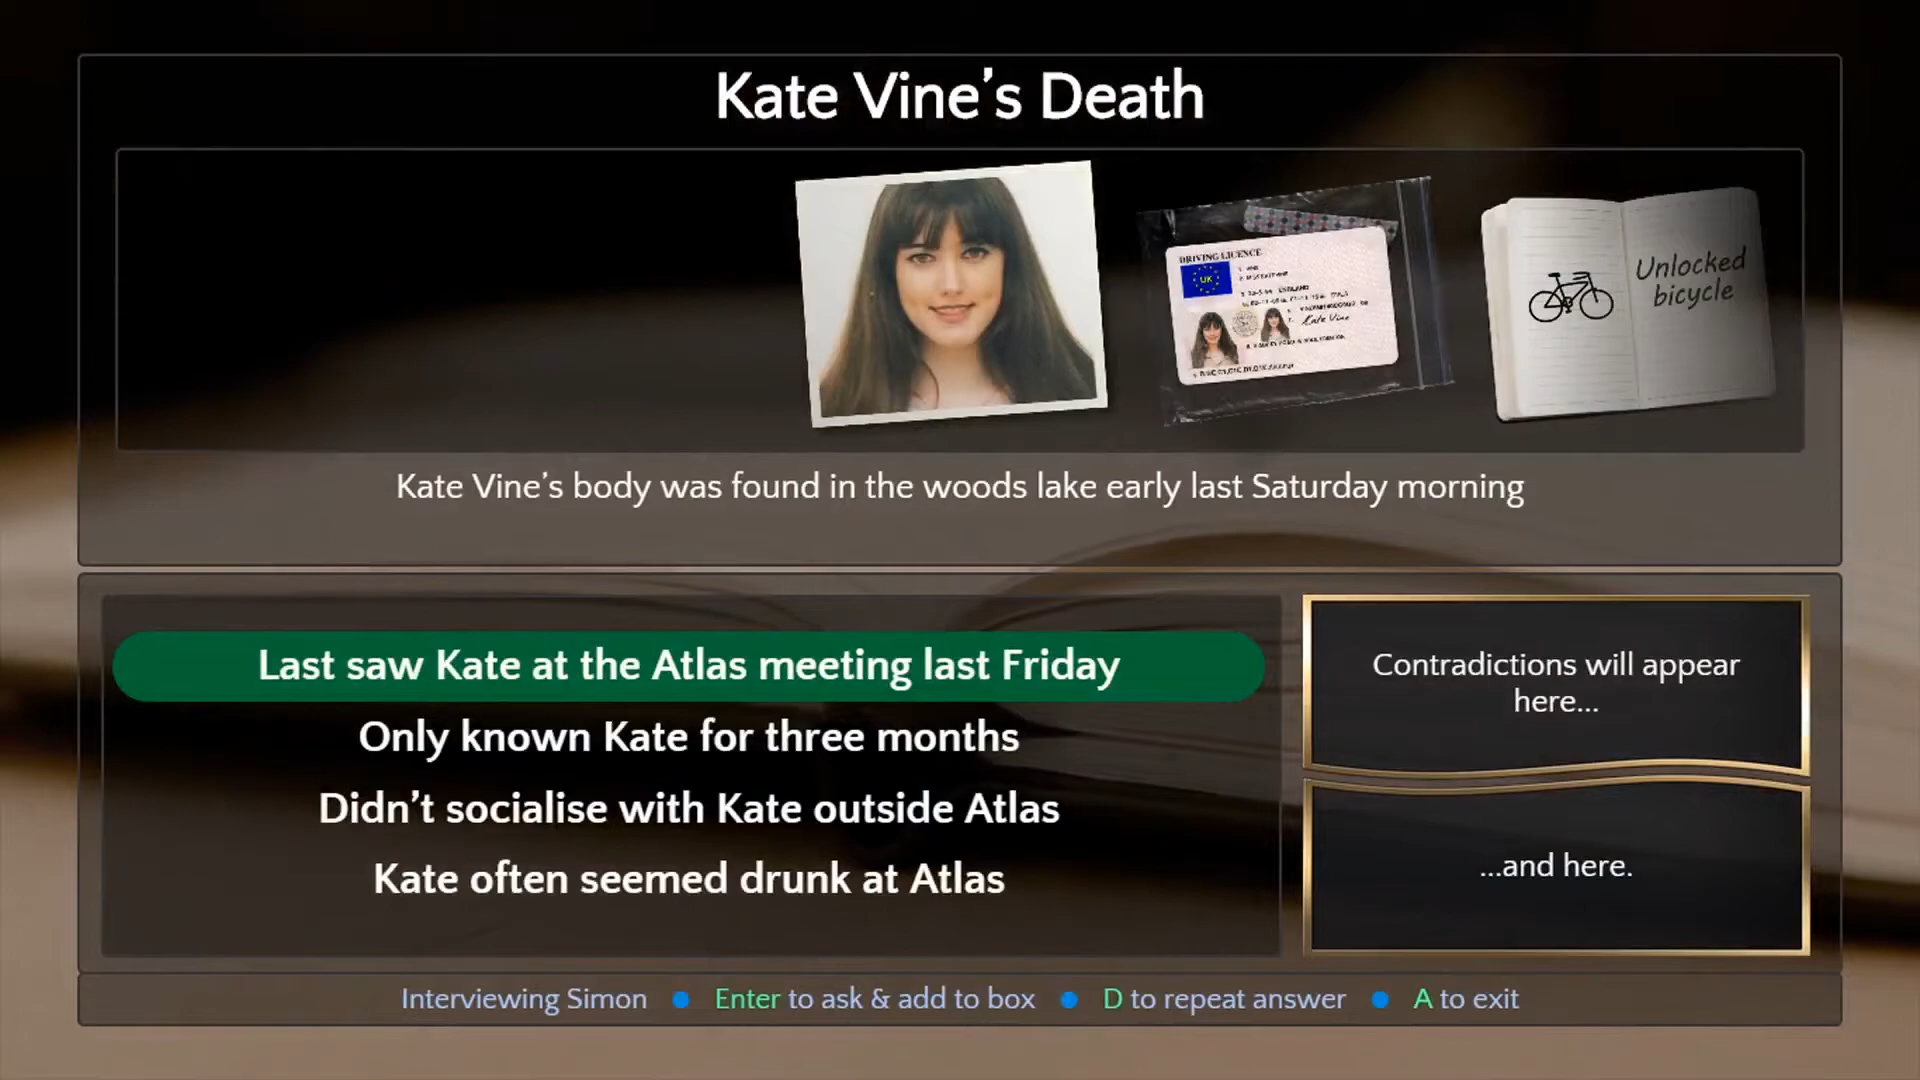 Kate Vine's Death
DRIVING LICENCE
UK
Kate Vine
Unlocked
bicycle
Kate Vine's body was found in the woods lake early last Saturday morning
Last saw Kate at the Atlas meeting last Friday
Only known Kate for three months
Didn't socialise with Kate outside Atlas
Kate often seemed drunk at Atlas
Contradictions will appear
here...
...and here.
Interviewing Simon • Enter to ask & add to box • D to repeat answer • A to exit